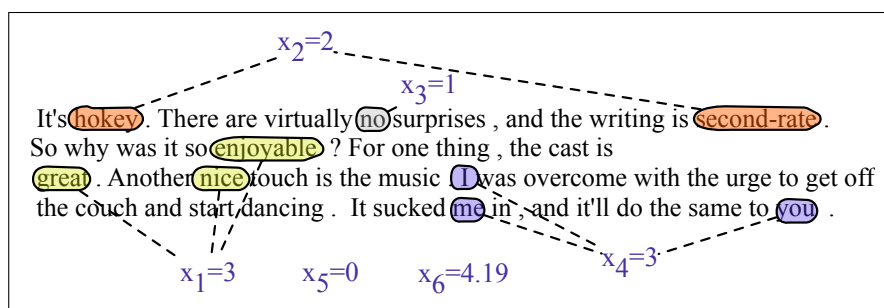 x2=2
x3=1
It's hokey . There are virtually no surprises , and the writing is second-rate .
So why was it so enjoyable ? For one thing , the cast is
great . Another nice touch is the music . I was overcome with the urge to get off
the couch and start dancing . It sucked me in , and it'll do the same to you .
x1=3 x5=0 x6=4.19 x4=3